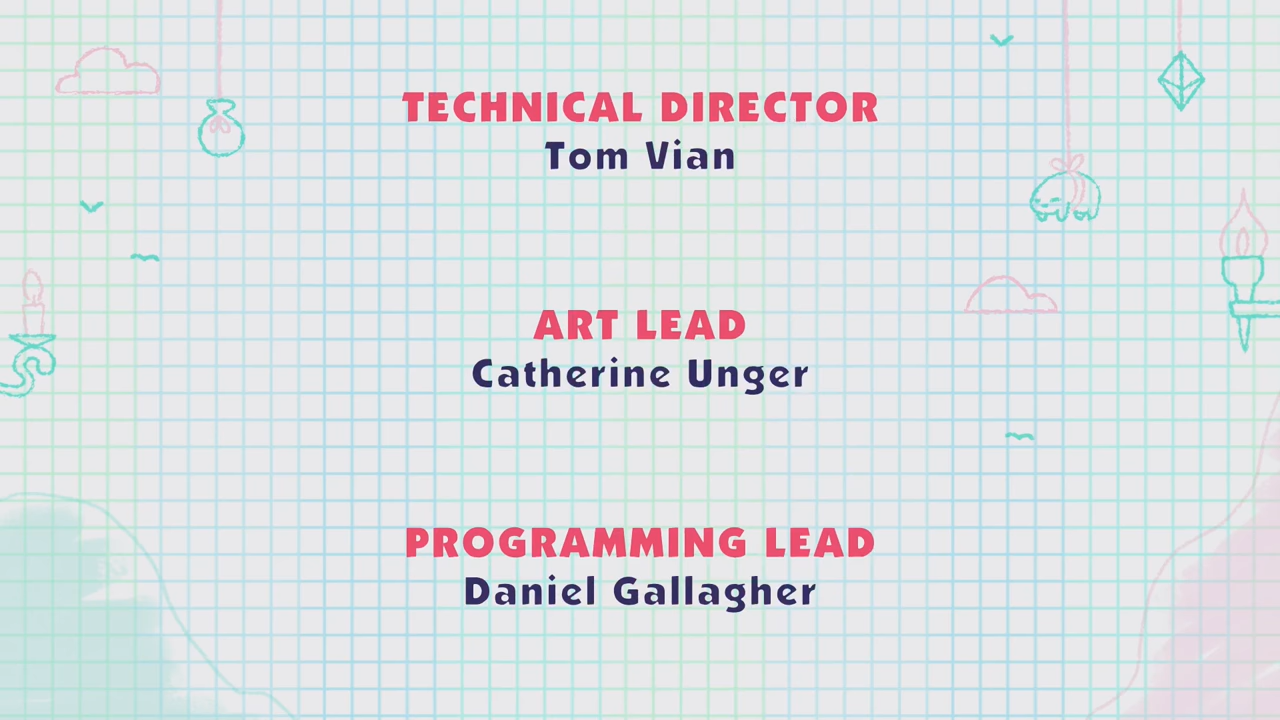 TECHNICAL DIRECTOR
Tom Vian
ART LEAD
Catherine Unger
PROGRAMMING LEAD
Daniel Gallagher